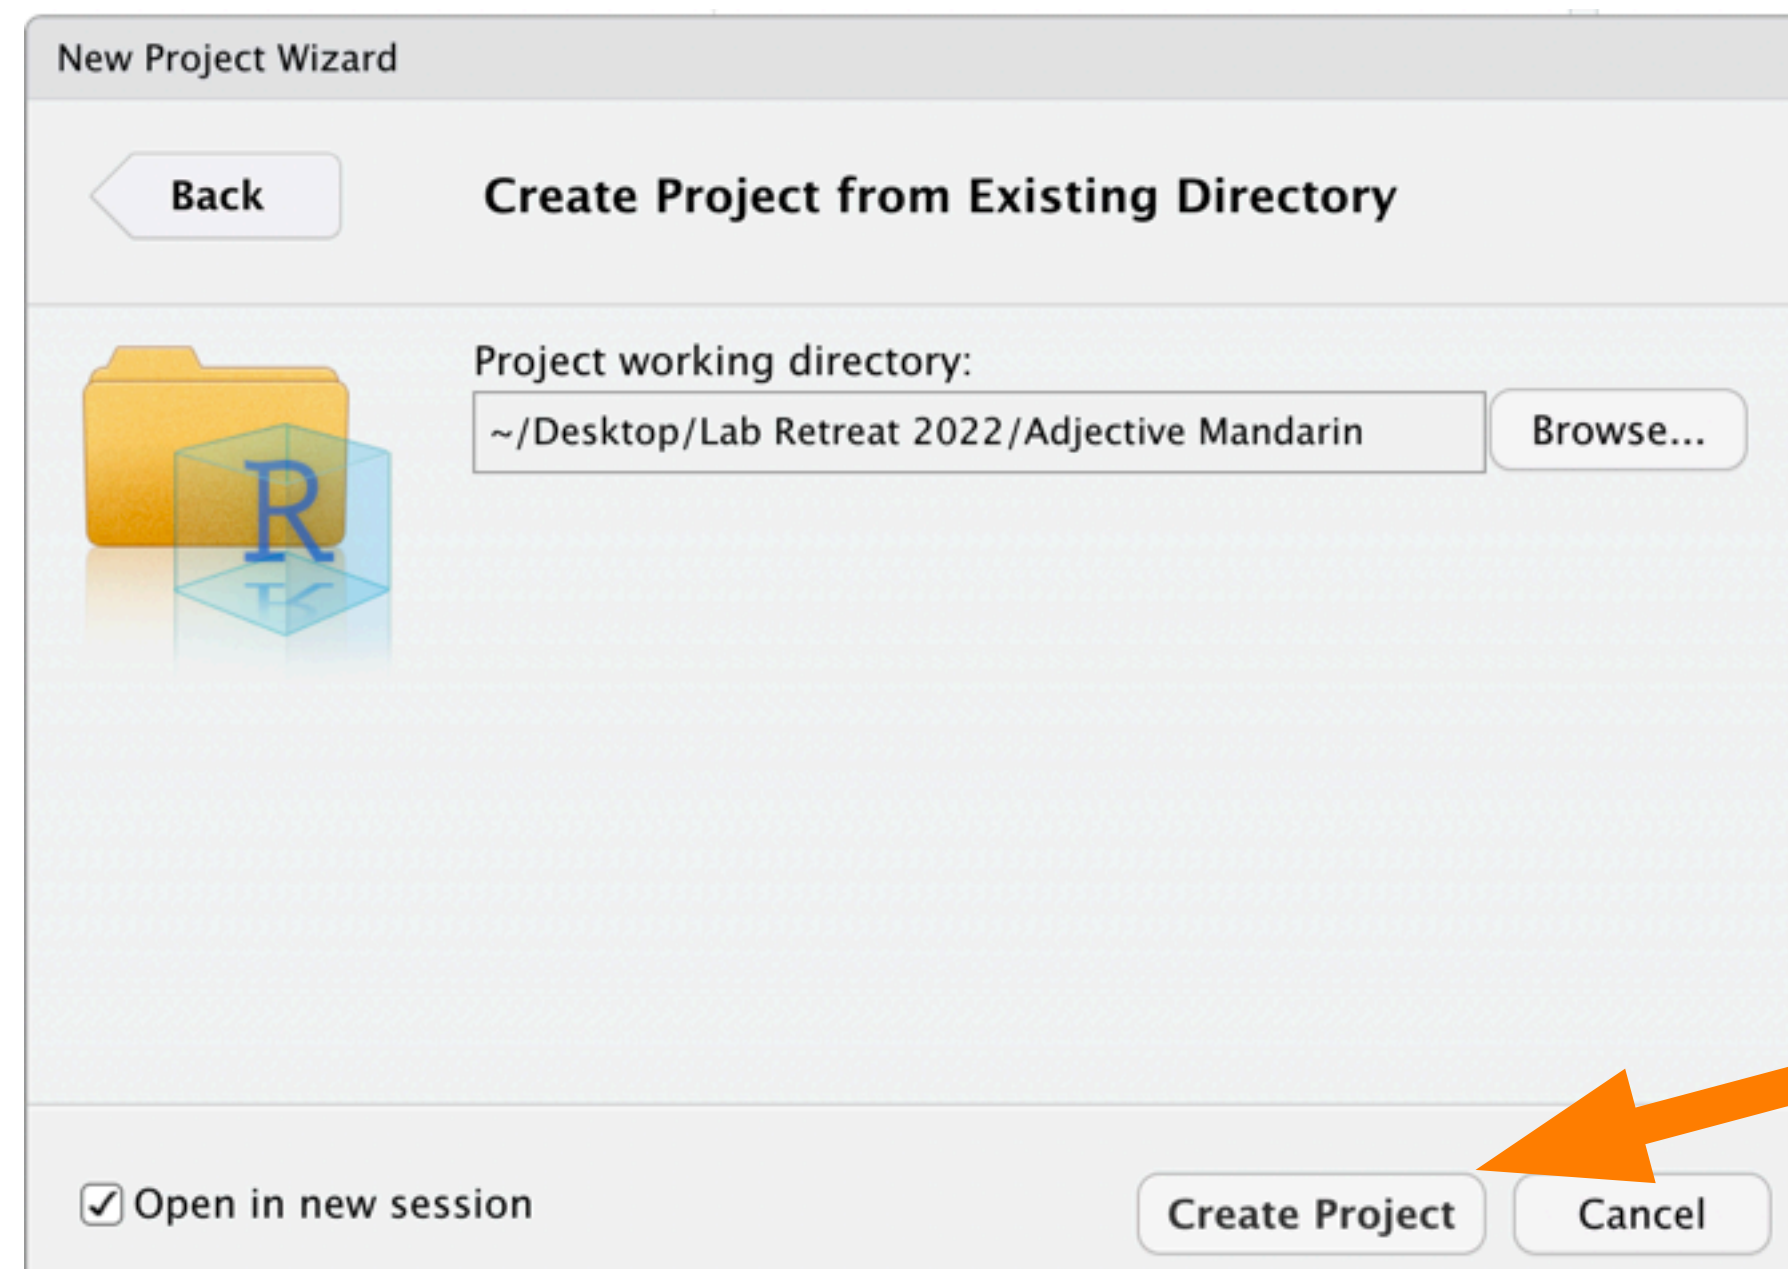 New Project Wizard
Back
Create Project from Existing Directory
Project working directory:
~/Desktop/Lab Retreat 2022/Adjective Mandarin
Browse...
R
Open in new session
Create Project
Cancel